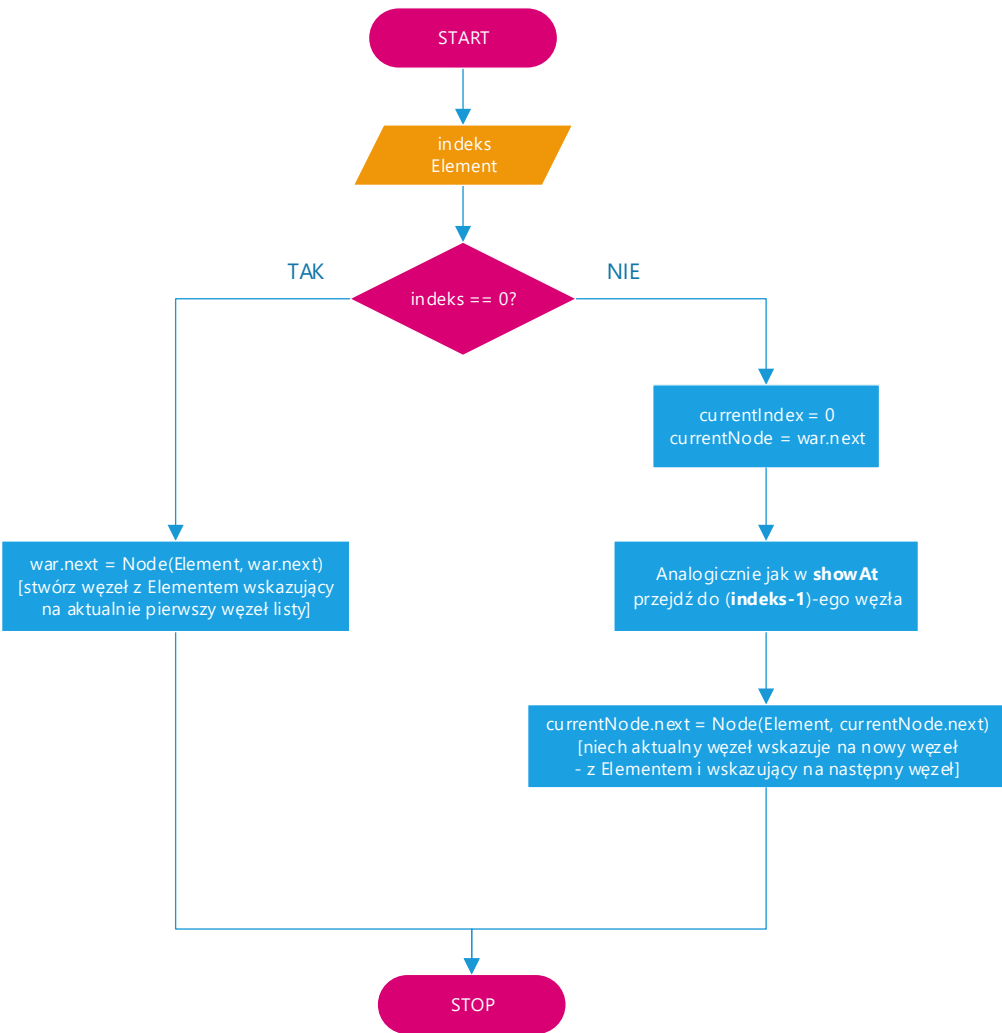 START
indeks
Element
TAK
NIE
indeks == 0?
currentIndex = 0
currentNode = war.next
war.next = Node(Element, war.next)
[stwórz węzeł z Elementem wskazujący
na aktualnie pierwszy węzeł listy]
Analogicznie jak w showAt
przejdź do (indeks-1)-ego węzła
currentNode.next = Node(Element, currentNode.next)
[niech aktualny węzeł wskazuje na nowy węzeł
- z Elementem i wskazujący na następny węzeł]
STOP